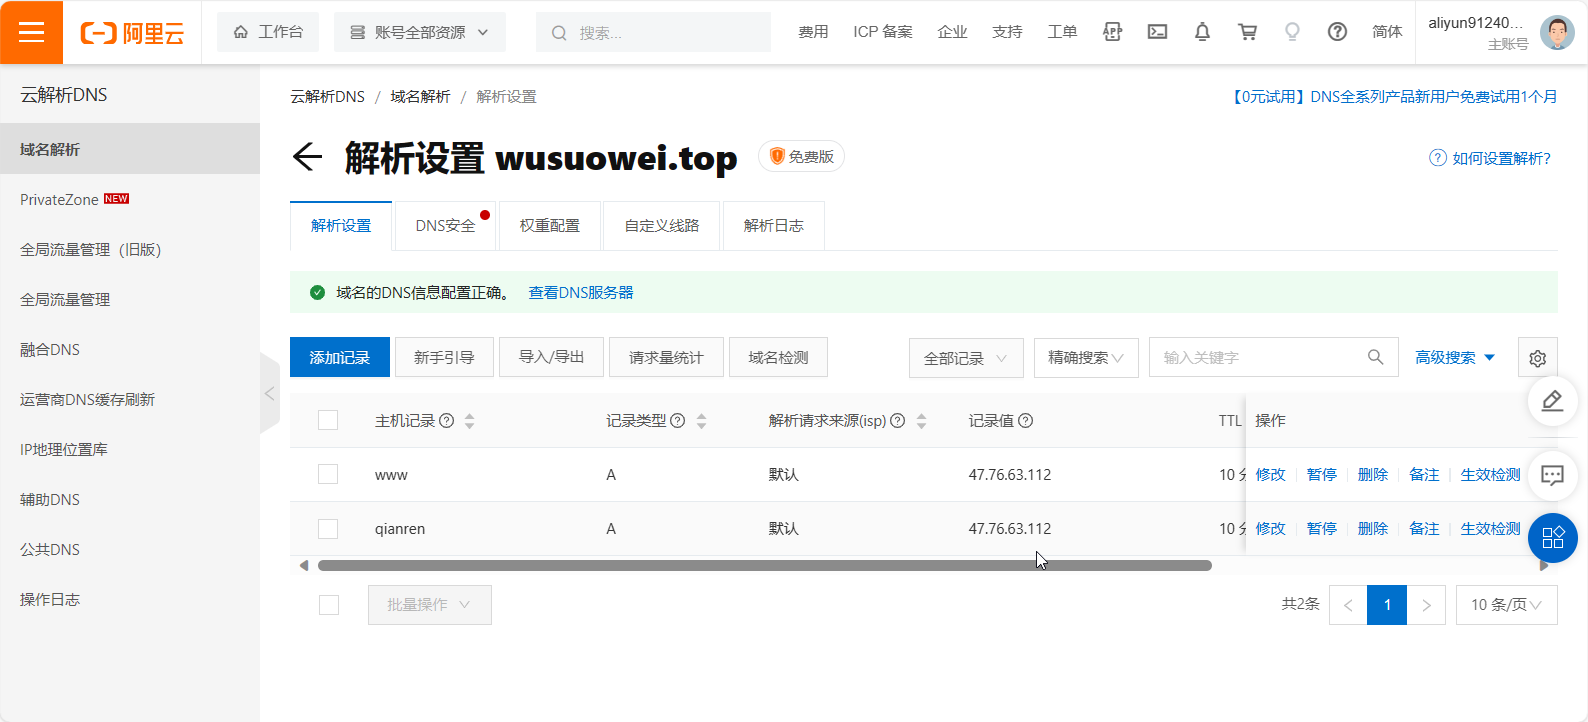 阿里云
工作台
账号全部资源
搜索...
费用
ICP 备案
企业
支持
工单
APP
简体
aliyun91240...
主账号
云解析DNS
域名解析
PrivateZone NEW
全局流量管理（旧版）
全局流量管理
融合DNS
运营商DNS缓存刷新
IP地理位置库
辅助DNS
公共DNS
操作日志
云解析DNS / 域名解析 / 解析设置
【0元试用】DNS全系列产品新用户免费试用1个月
解析设置 wusuowei.top
免费版
如何设置解析?
解析设置
DNS安全
权重配置
自定义线路
解析日志
域名的DNS信息配置正确。 查看DNS服务器
添加记录
新手引导
导入/导出
请求量统计
域名检测
全部记录
精确搜索
输入关键字
高级搜索
主机记录 记录类型 解析请求来源(isp) 记录值 TTL 操作
www A 默认 47.76.63.112 10 修改 暂停 删除 备注 生效检测
qianren A 默认 47.76.63.112 10 修改 暂停 删除 备注 生效检测
批量操作
共2条
1
10 条/页